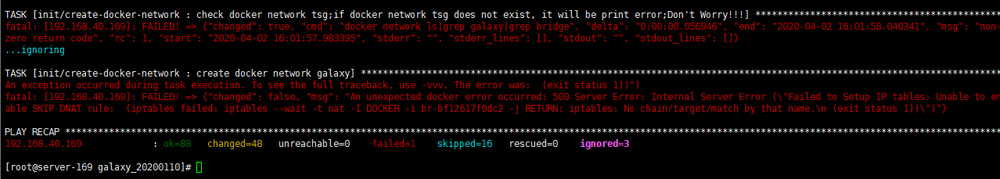 TASK [init/create-docker-network : check docker network tsg;if docker network tsg does not exist, it will be print error;Don't Worry!!!] ********************************************
fatal: [192.168.40.169]: FAILED! => {"changed": true, "cmd": "docker network ls|grep galaxy|grep bridge", "delta": "0:00:00.056946", "end": "2020-04-02 16:01:58.040341", "msg": "non-
zero return code", "rc": 1, "start": "2020-04-02 16:01:57.983395", "stderr": "", "stderr_lines": [], "stdout": "", "stdout_lines": []}
...ignoring
TASK [init/create-docker-network : create docker network galaxy] ********************************************************************************************************************
An exception occurred during task execution. To see the full traceback, use -vvv. The error was:  (exit status 1))")
fatal: [192.168.40.169]: FAILED! => {"changed": false, "msg": "An unexpected docker error occurred: 500 Server Error: Internal Server Error (\"Failed to Setup IP tables: Unable to en
able SKIP DNAT rule:  (iptables failed: iptables --wait -t nat -I DOCKER -i br-bf12617f0dc2 -j RETURN: iptables: No chain/target/match by that name.\n (exit status 1))\")"}
PLAY RECAP **************************************************************************************************************************************************************************
192.168.40.169             : ok=88   changed=48   unreachable=0    failed=1    skipped=16   rescued=0    ignored=3
[root@server-169 galaxy_20200110]#